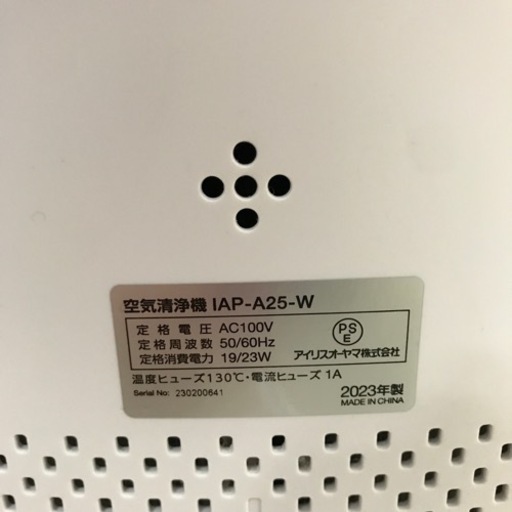 空気清浄機 IAP-A25-W
定格電圧 AC100V
定格周波数 50/60Hz
定格消費電力 19/23W
PSE
アイリスオーヤマ株式会社
温度ヒューズ130℃・電流ヒューズ 1A
Serial No: 230200641
2023年製
MADE IN CHINA